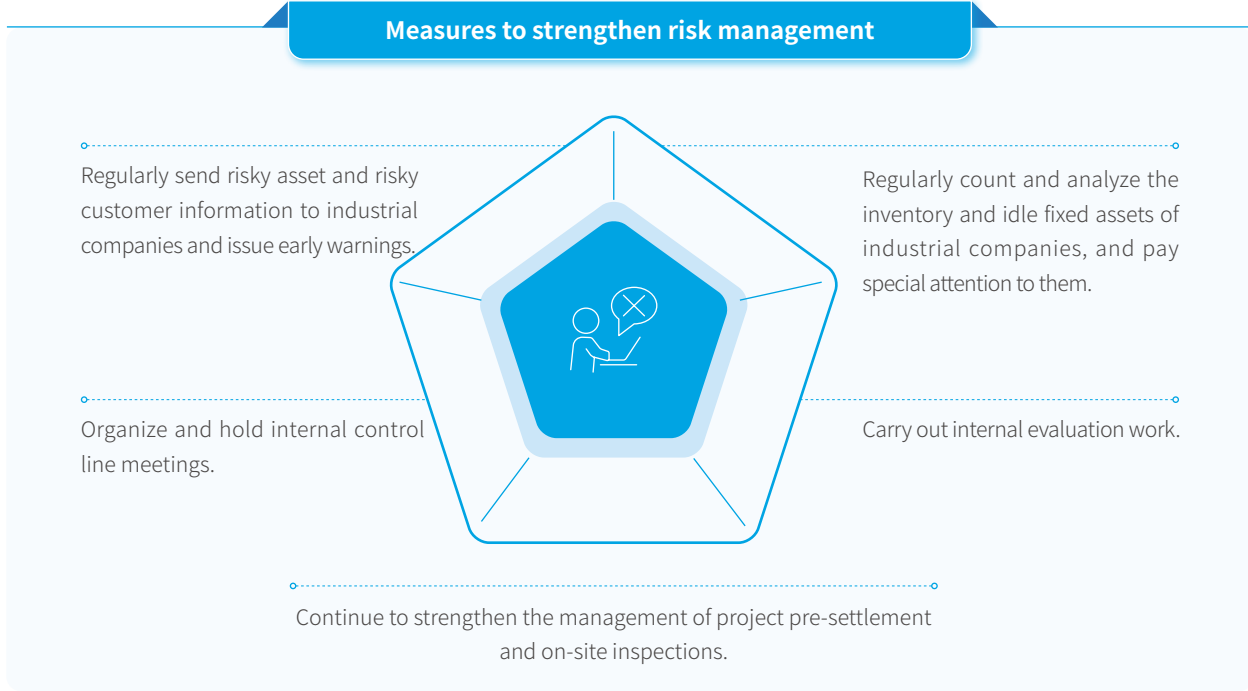 Measures to strengthen risk management
Regularly send risky asset and risky
customer information to industrial
companies and issue early warnings.
Regularly count and analyze the
inventory and idle fixed assets of
industrial companies, and pay
special attention to them.
Organize and hold internal control
line meetings.
Carry out internal evaluation work.
Continue to strengthen the management of project pre-settlement
and on-site inspections.